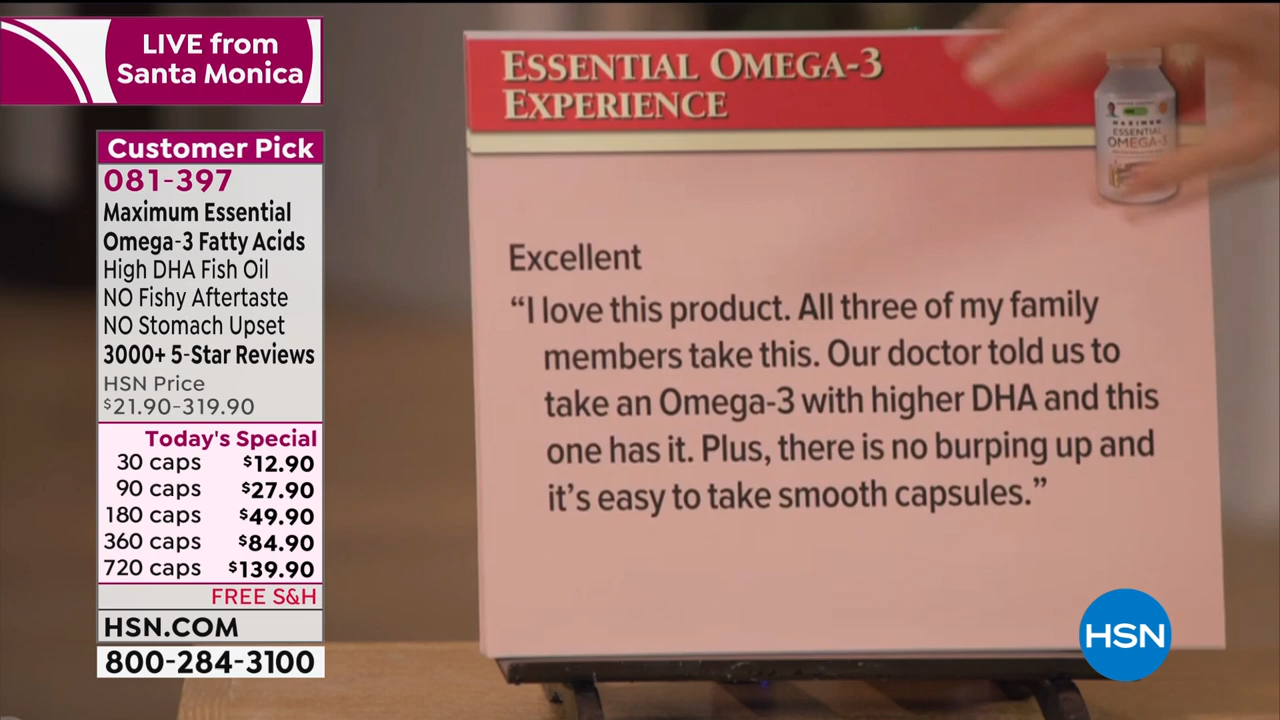 LIVE from
Santa Monica
Customer Pick
081-397
Maximum Essential
Omega-3 Fatty Acids
High DHA Fish Oil
NO Fishy Aftertaste
NO Stomach Upset
3000+ 5-Star Reviews
HSN Price
$21.90-319.90
Today's Special
30 caps $12.90
90 caps $27.90
180 caps $49.90
360 caps $84.90
720 caps $139.90
FREE S&H
HSN.COM
800-284-3100
ESSENTIAL OMEGA-3
EXPERIENCE
MAXIMUM
ESSENTIAL
OMEGA-3
Excellent
“I love this product. All three of my family
members take this. Our doctor told us to
take an Omega-3 with higher DHA and this
one has it. Plus, there is no burping up and
it’s easy to take smooth capsules.”
HSN